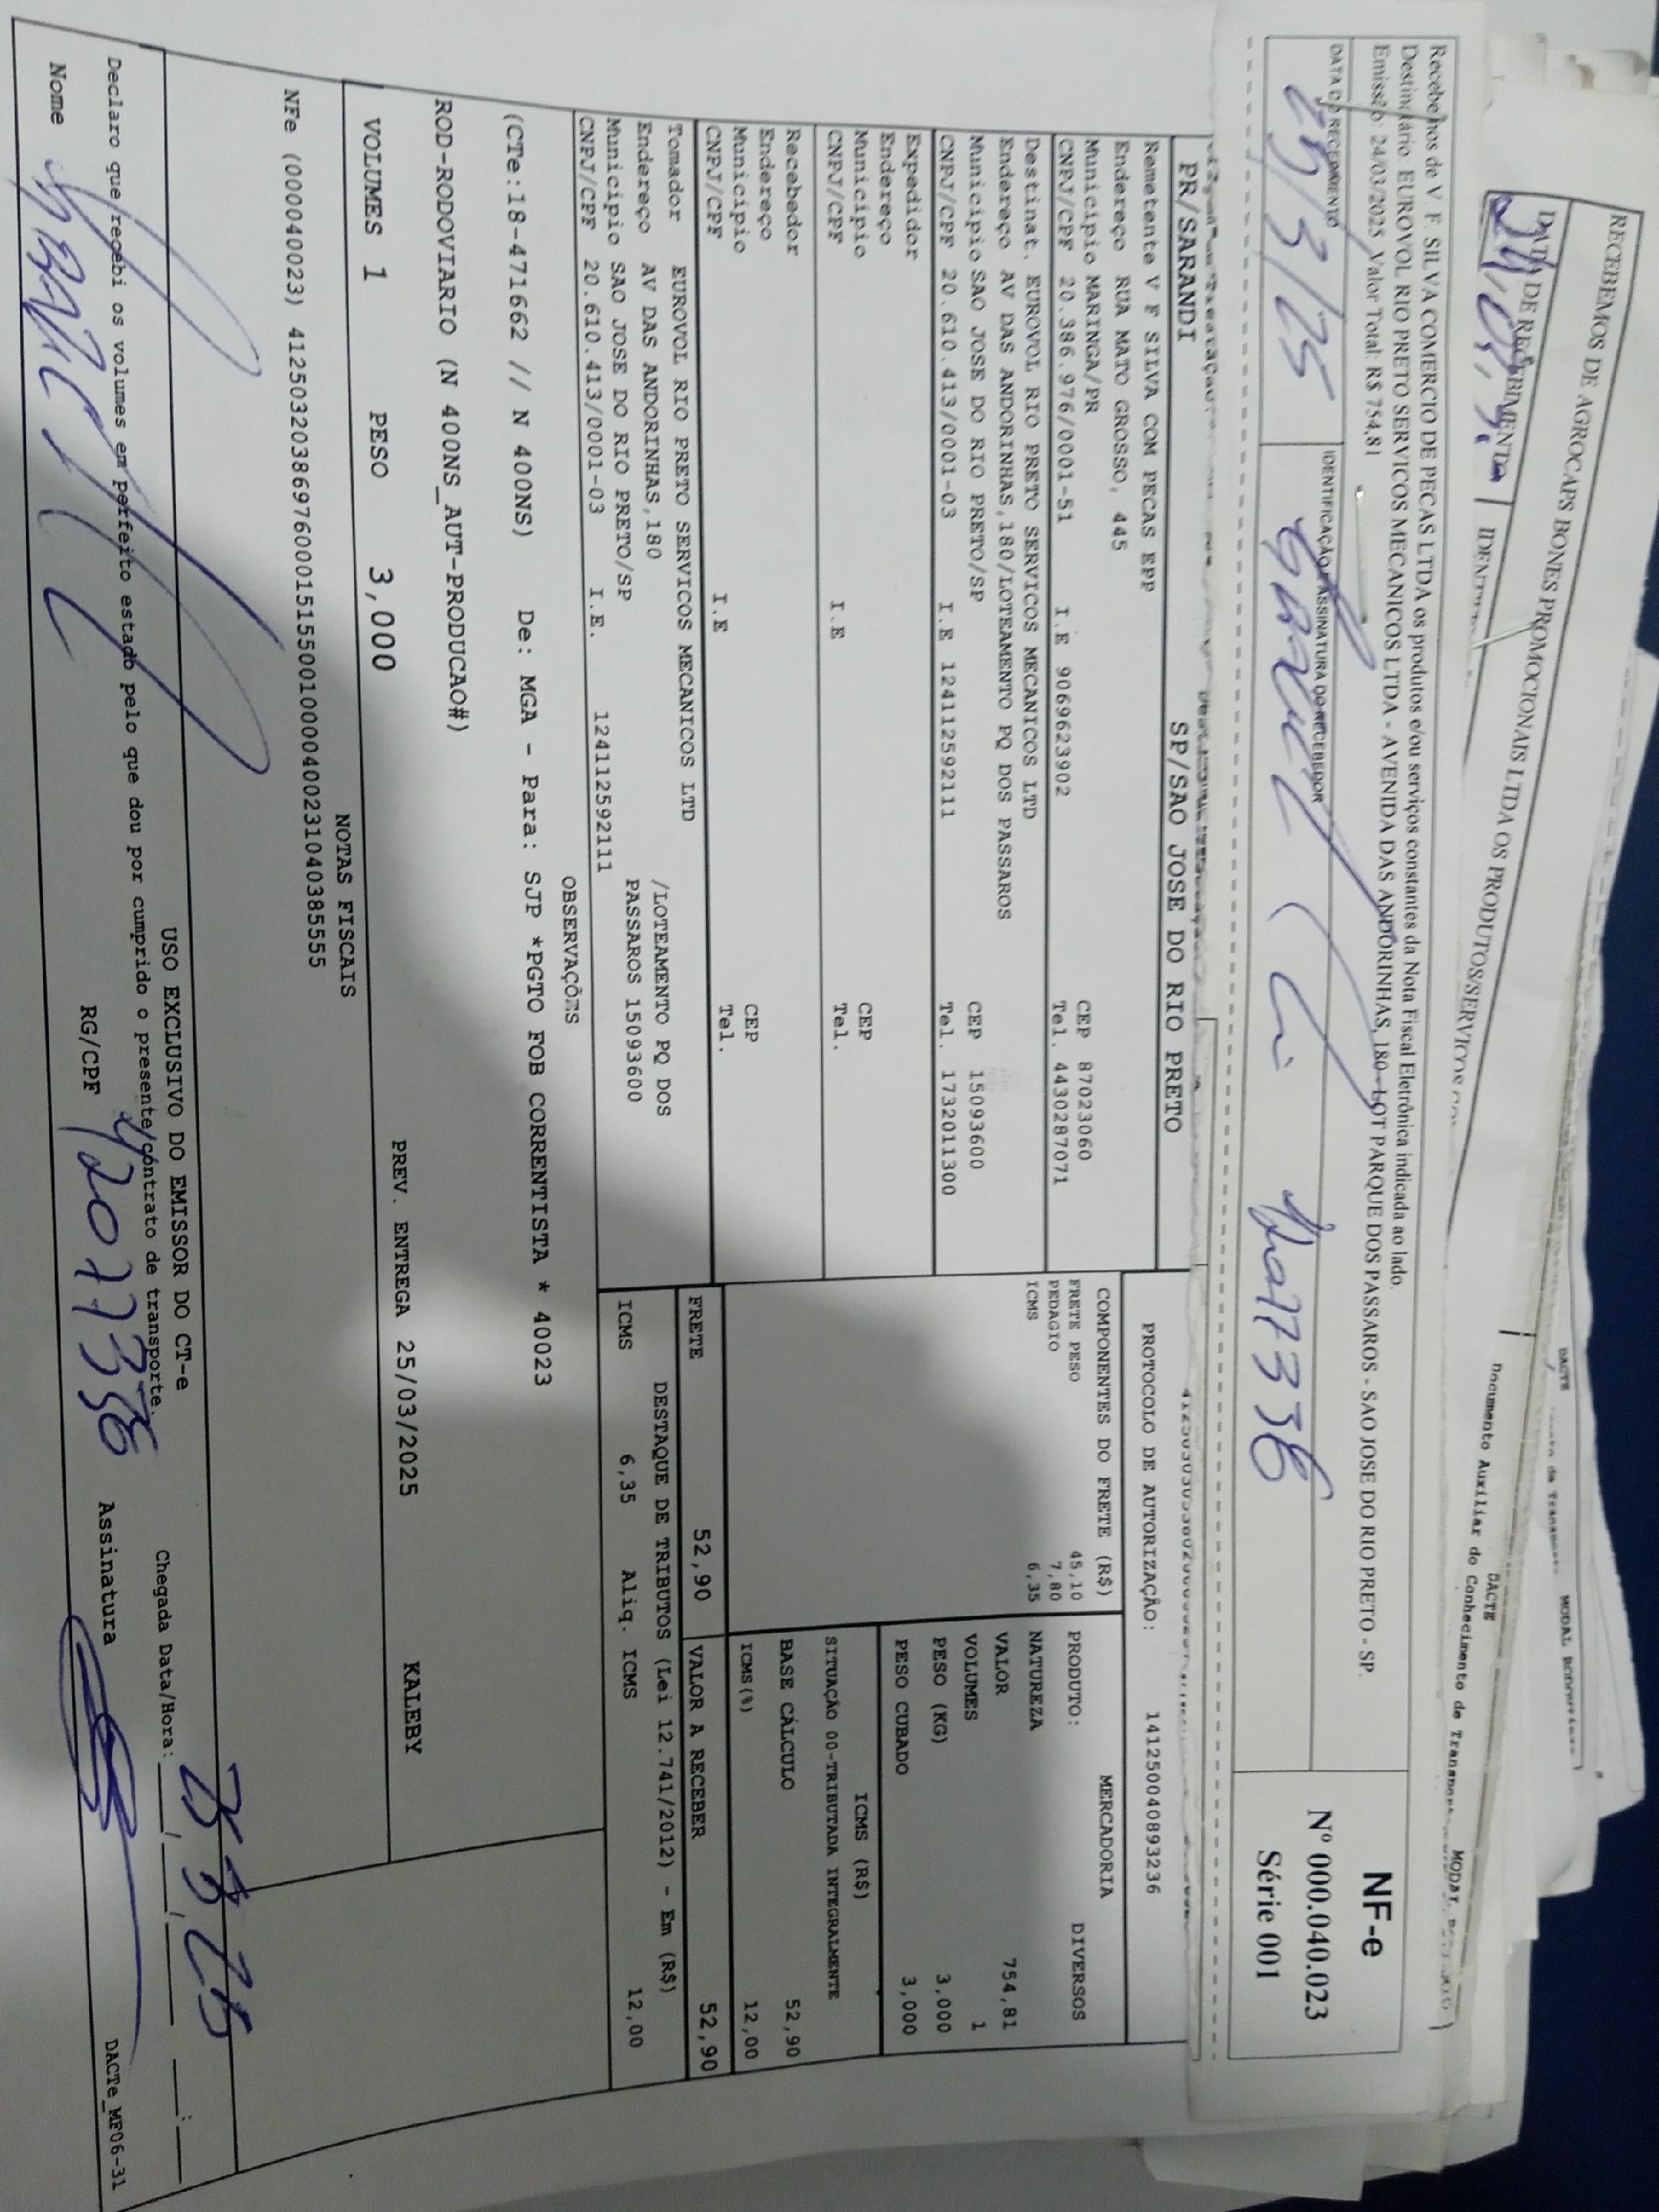 RECEBEMOS DE AGROCAPS BONES PROMOCIONAIS LTDA OS PRODUTOS/SERVIÇOS
DATA DE RECEBIMENTO
DACTE
MODAL
DACTE
Documento Auxiliar do Conhecimento de
MODAL
Recebemos de V. F. SILVA COMERCIO DE PECAS LTDA os produtos e/ou serviços constantes da Nota Fiscal Eletrônica indicada ao lado.
Destinatário: EUROVOL RIO PRETO SERVICOS MECANICOS LTDA - AVENIDA DAS ANDORINHAS, 180 - LOT PARQUE DOS PASSAROS - SAO JOSE DO RIO PRETO - SP.
Emissão: 24/03/2025 Valor Total: R$ 754,81
NF-e
Nº 000.040.023
Série 001
DATA DO RECEBIMENTO
IDENTIFICAÇÃO E ASSINATURA DO RECEBEDOR
25/3/25
PR/SARANDI SP/SAO JOSE DO RIO PRETO
PROTOCOLO DE AUTORIZAÇÃO: 141250040893236
Remetente V F SILVA COM PECAS EPP
Endereço RUA MATO GROSSO, 445
Municipio MARINGA/PR CEP 87023060
CNPJ/CPF 20.386.976/0001-51 I.E 9069623902 Tel. 4430287071
Destinat. EUROVOL RIO PRETO SERVICOS MECANICOS LTD
Endereço AV DAS ANDORINHAS,180/LOTEAMENTO PQ DOS PASSAROS
Municipio SAO JOSE DO RIO PRETO/SP CEP 15093600
CNPJ/CPF 20.610.413/0001-03 I.E 124112592111 Tel. 1732011300
Expedidor
Endereço
Municipio CEP
CNPJ/CPF I.E Tel.
Recebedor
Endereço
Municipio CEP
CNPJ/CPF I.E Tel.
Tomador EUROVOL RIO PRETO SERVICOS MECANICOS LTD
Endereço AV DAS ANDORINHAS,180 /LOTEAMENTO PQ DOS
Municipio SAO JOSE DO RIO PRETO/SP PASSAROS 15093600
CNPJ/CPF 20.610.413/0001-03 I.E. 124112592111
COMPONENTES DO FRETE (R$)
FRETE PESO 45,10
PEDAGIO 7,80
ICMS 6,35
MERCADORIA
PRODUTO: DIVERSOS
NATUREZA
VALOR 754,81
VOLUMES 1
PESO (KG) 3,000
PESO CUBADO 3,000
ICMS (R$)
SITUAÇÃO 00-TRIBUTADA INTEGRALMENTE
BASE CÁLCULO 52,90
ICMS(%) 12,00
FRETE 52,90 VALOR A RECEBER 52,90
DESTAQUE DE TRIBUTOS (Lei 12.741/2012) - Em (R$)
ICMS 6,35 Aliq. ICMS 12,00
OBSERVAÇÕES
(CTe:18-471662 // N 400NS) De: MGA - Para: SJP *PGTO FOB CORRENTISTA * 40023
ROD-RODOVIARIO (N 400NS_AUT-PRODUCAO#)
VOLUMES 1 PESO 3,000 PREV. ENTREGA 25/03/2025 KALEBY
NOTAS FISCAIS
NFe (000040023) 41250320386976000151550010000400231040385555
USO EXCLUSIVO DO EMISSOR DO CT-e
Declaro que recebi os volumes em perfeito estado pelo que dou por cumprido o presente contrato de transporte.
Chegada Data/Hora: 25 3 25
Nome RG/CPF Assinatura
DACTe_MF06-31